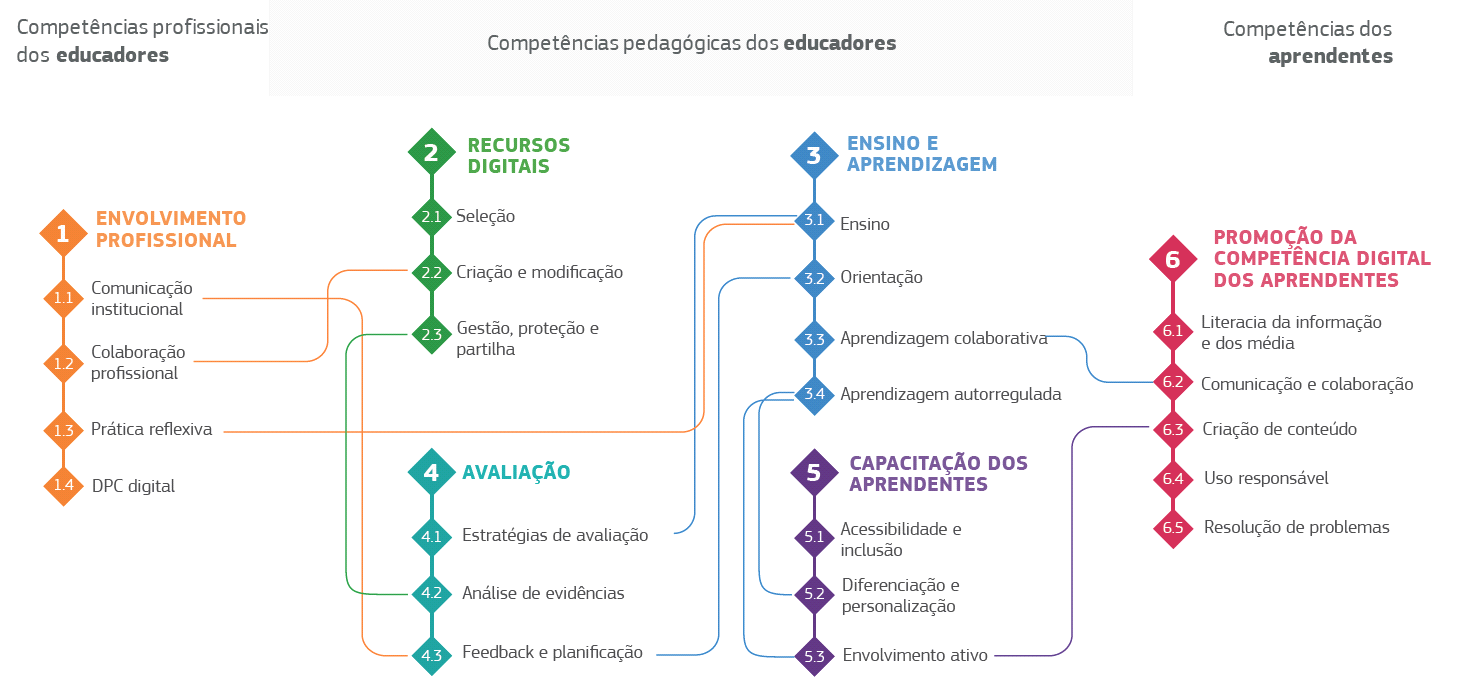 Competências profissionais
dos educadores
Competências pedagógicas dos educadores
Competências dos
aprendentes
1
ENVOLVIMENTO
PROFISSIONAL
1.1
Comunicação
institucional
1.2
Colaboração
profissional
1.3
Prática reflexiva
1.4
DPC digital
2
RECURSOS
DIGITAIS
2.1
Seleção
2.2
Criação e modificação
2.3
Gestão, proteção e
partilha
4
AVALIAÇÃO
4.1
Estratégias de avaliação
4.2
Análise de evidências
4.3
Feedback e planificação
3
ENSINO E
APRENDIZAGEM
3.1
Ensino
3.2
Orientação
3.3
Aprendizagem colaborativa
3.4
Aprendizagem autorregulada
5
CAPACITAÇÃO DOS
APRENDENTES
5.1
Acessibilidade e
inclusão
5.2
Diferenciação e
personalização
5.3
Envolvimento ativo
6
PROMOÇÃO DA
COMPETÊNCIA DIGITAL
DOS APRENDENTES
6.1
Literacia da informação
e dos média
6.2
Comunicação e colaboração
6.3
Criação de conteúdo
6.4
Uso responsável
6.5
Resolução de problemas